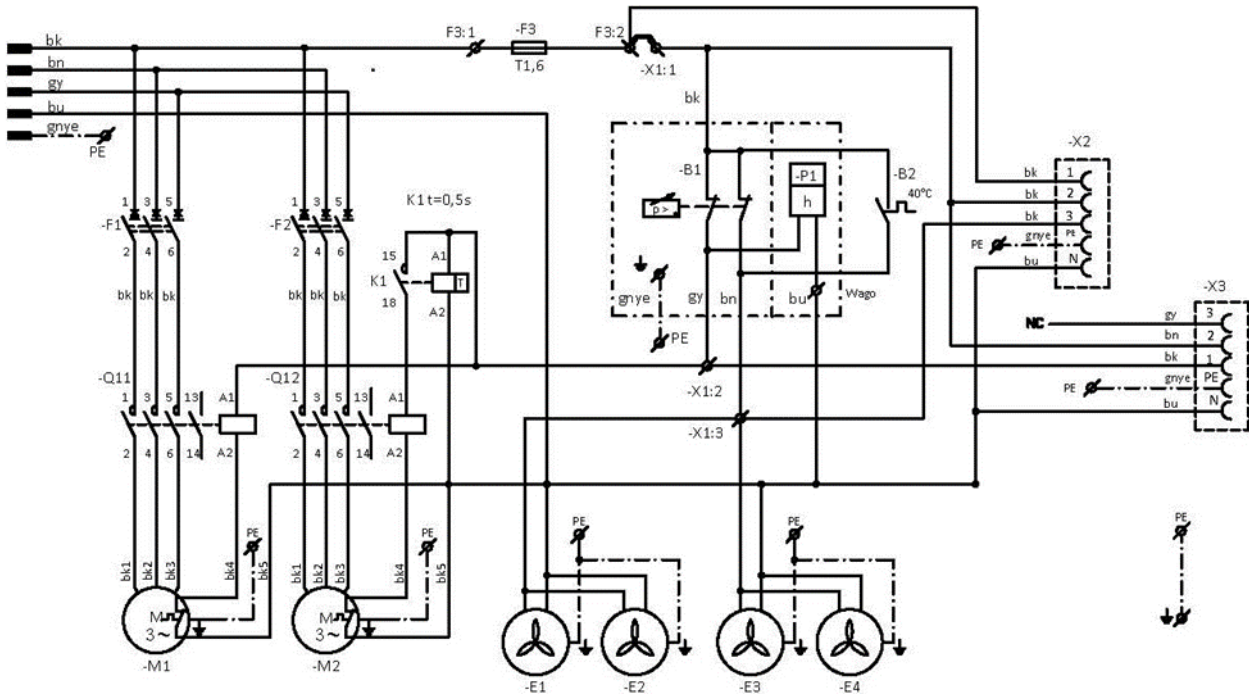 bk
bn
gy
bu
gnye
PE
F3:1
-F3
T1,6
F3:2
-X1:1
bk
-B1
p>
-P1
h
-B2
40°C
gnye
PE
gy
bn
bu
Wago
-X2
bk 1
bk 2
bk 3
PE gnye PE
bu N
-X3
NC gy 3
bn 2
bk 1
PE gnye PE
bu N
1 3 5
-F1
2 4 6
bk bk bk
1 3 5
-F2
2 4 6
bk bk bk
K1 t=0,5s
15
K1
18
A1
T
A2
-X1:2
-X1:3
-Q11
1 3 5 13 A1
2 4 6 14 A2
-Q12
1 3 5 13 A1
2 4 6 14 A2
bk1 bk2 bk3 bk4 PE bk5
M
3~
-M1
bk1 bk2 bk3 bk4 PE bk5
M
3~
-M2
PE
-E1
-E2
PE
-E3
-E4
PE